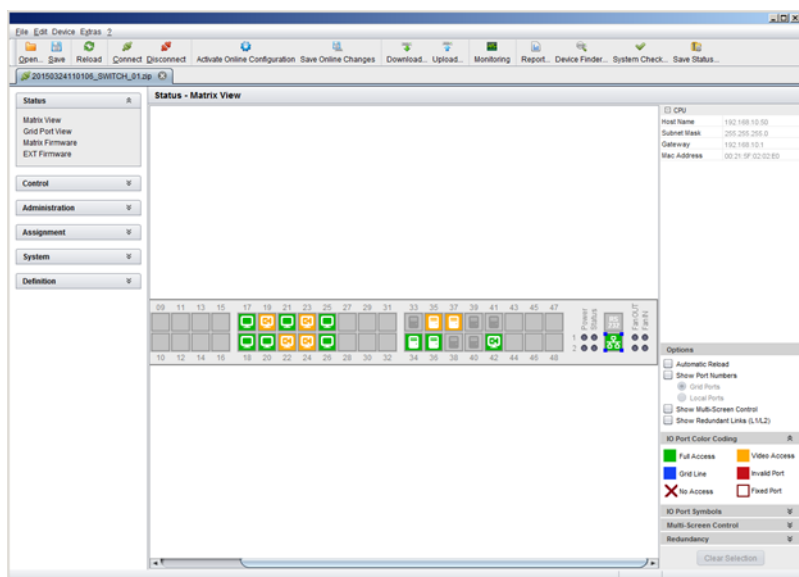 File Edit Device Extras ?
Open... Save Reload Connect Disconnect Activate Online Configuration Save Online Changes Download... Upload... Monitoring Report... Device Finder... System Check... Save Status...
20150324110106_SWITCH_01.zip
Status
Matrix View
Grid Port View
Matrix Firmware
EXT Firmware
Control
Administration
Assignment
System
Definition
Status - Matrix View
09 11 13 15 17 19 21 23 25 27 29 31 33 35 37 39 41 43 45 47
Power
Status
RS
232
Fan OUT
Fan IN
1
2
10 12 14 16 18 20 22 24 26 28 30 32 34 36 38 40 42 44 46 48
CPU
Host Name 192.168.10.50
Subnet Mask 255.255.255.0
Gateway 192.168.10.1
Mac Address 00:21:5F:02:02:E0
Options
Automatic Reload
Show Port Numbers
Grid Ports
Local Ports
Show Multi-Screen Control
Show Redundant Links (L1/L2)
IO Port Color Coding
Full Access Video Access
Grid Line Invalid Port
No Access Fixed Port
IO Port Symbols
Multi-Screen Control
Redundancy
Clear Selection